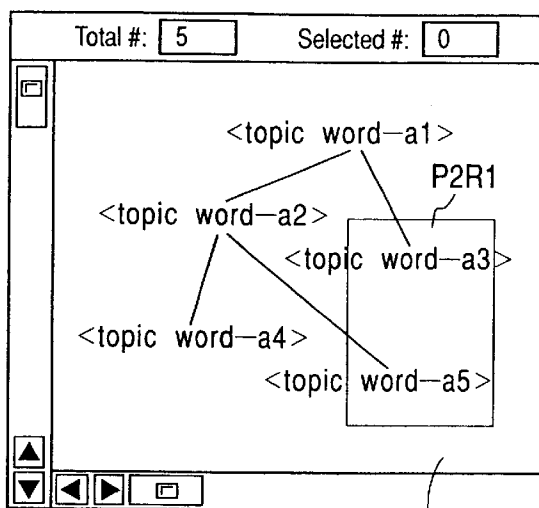 Total #: 5 Selected #: 0
<topic word—a1>
P2R1
<topic word—a2>
<topic word—a3>
<topic word—a4>
<topic word—a5>